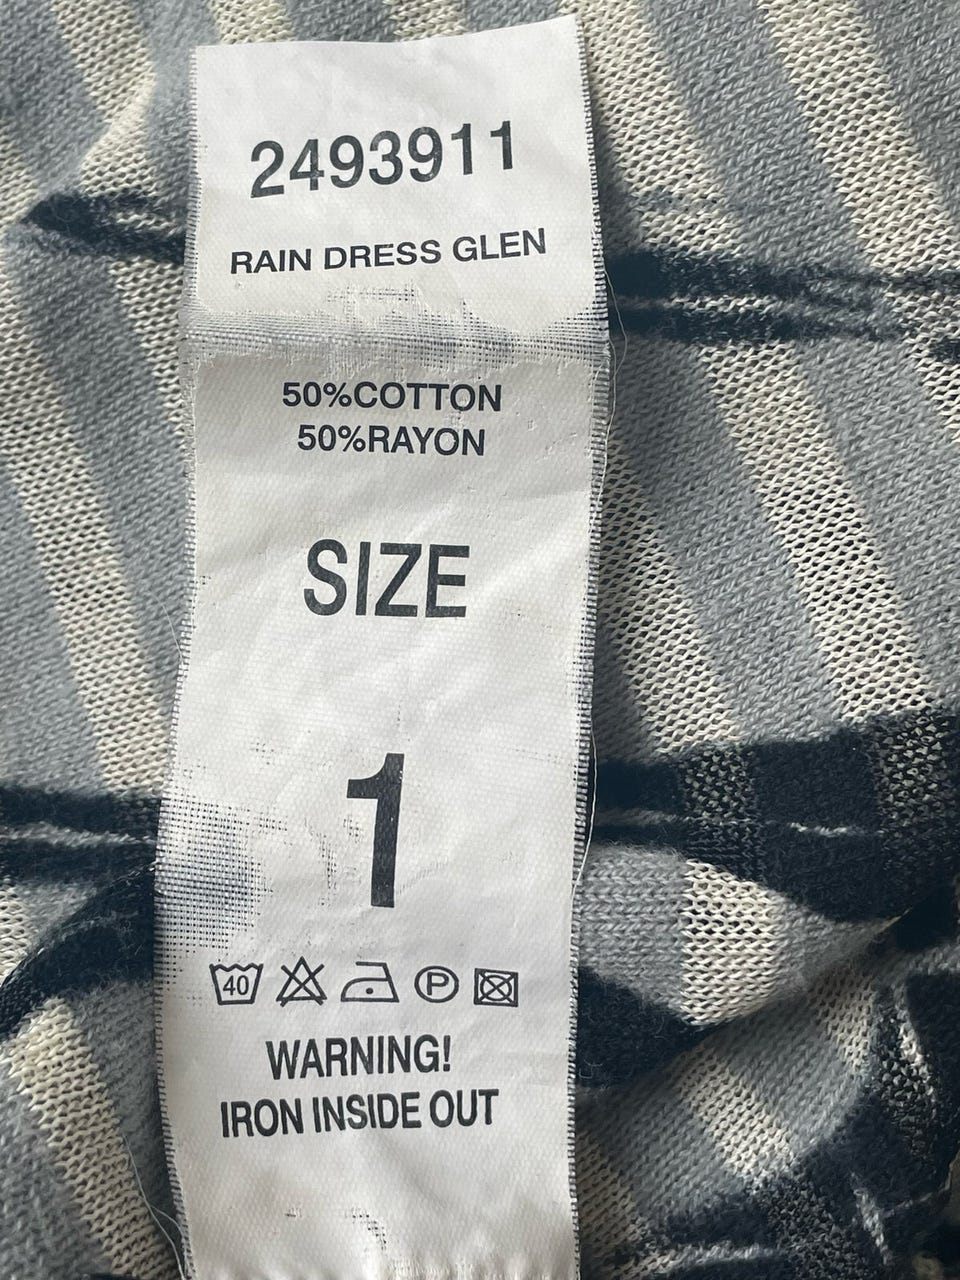 2493911
RAIN DRESS GLEN
50%COTTON
50%RAYON
SIZE
1
40 P
WARNING!
IRON INSIDE OUT